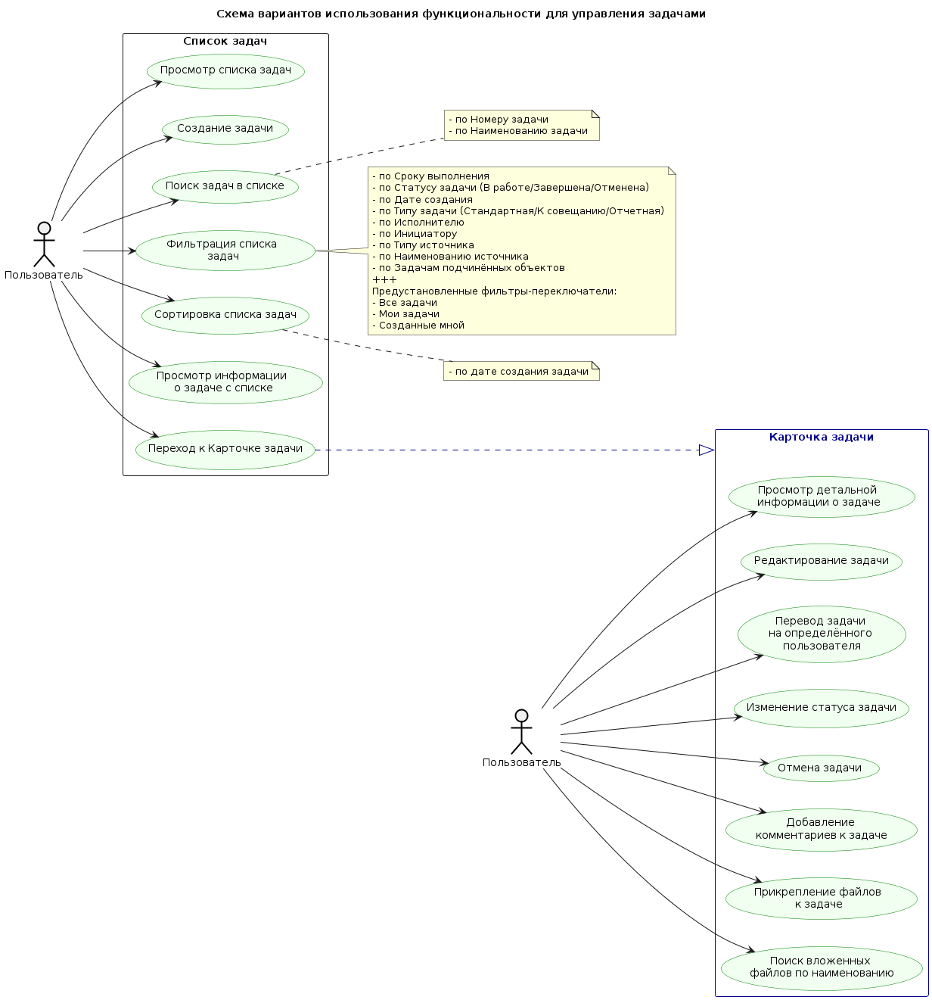 Схема вариантов использования функциональности для управления задачами
Список задач
Просмотр списка задач
Создание задачи
Поиск задач в списке
- по Номеру задачи
- по Наименованию задачи
Фильтрация списка
задач
- по Сроку выполнения
- по Статусу задачи (В работе/Завершена/Отменена)
- по Дате создания
- по Типу задачи (Стандартная/К совещанию/Отчетная)
- по Исполнителю
- по Инициатору
- по Типу источника
- по Наименованию источника
- по Задачам подчинённых объектов
+++
Предустановленные фильтры-переключатели:
- Все задачи
- Мои задачи
- Созданные мной
Пользователь
Сортировка списка задач
- по дате создания задачи
Просмотр информации
о задаче с списке
Переход к Карточке задачи
Карточка задачи
Просмотр детальной
информации о задаче
Редактирование задачи
Перевод задачи
на определённого
пользователя
Изменение статуса задачи
Пользователь
Отмена задачи
Добавление
комментариев к задаче
Прикрепление файлов
к задаче
Поиск вложенных
файлов по наименованию